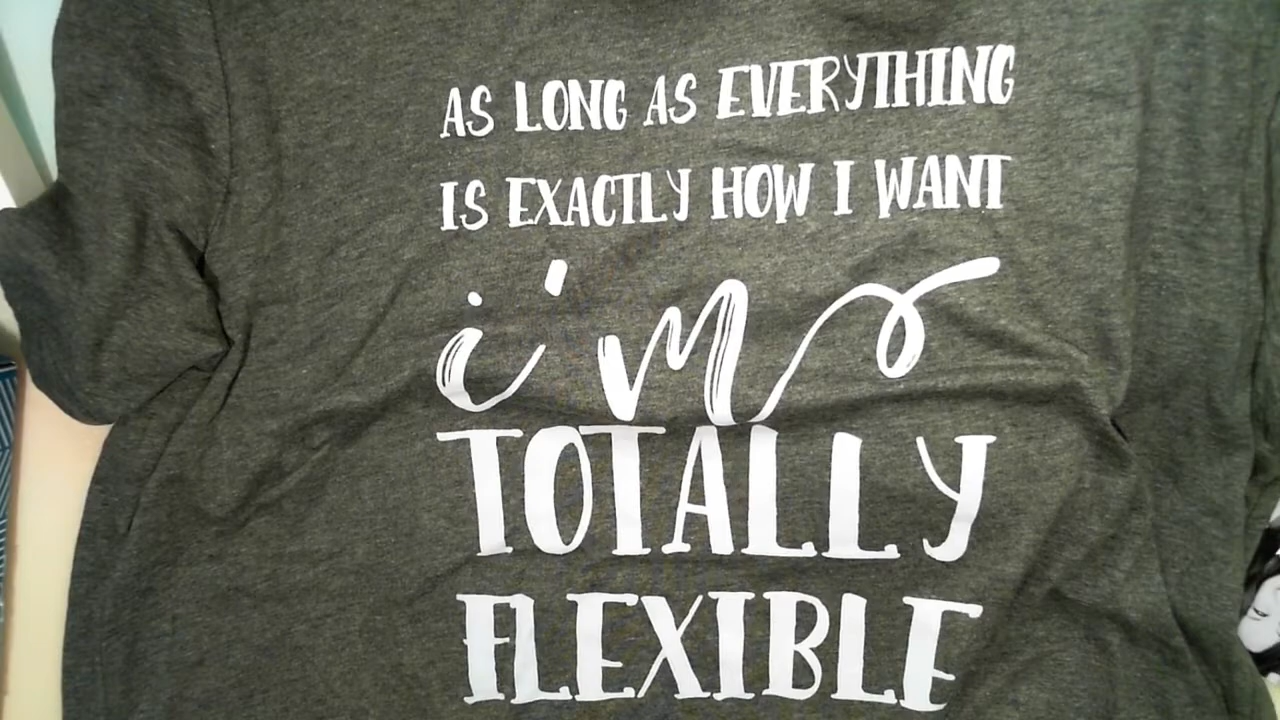 AS LONG AS EVERYTHING
IS EXACTLY HOW I WANT
i'm
TOTALLY
FLEXIBLE